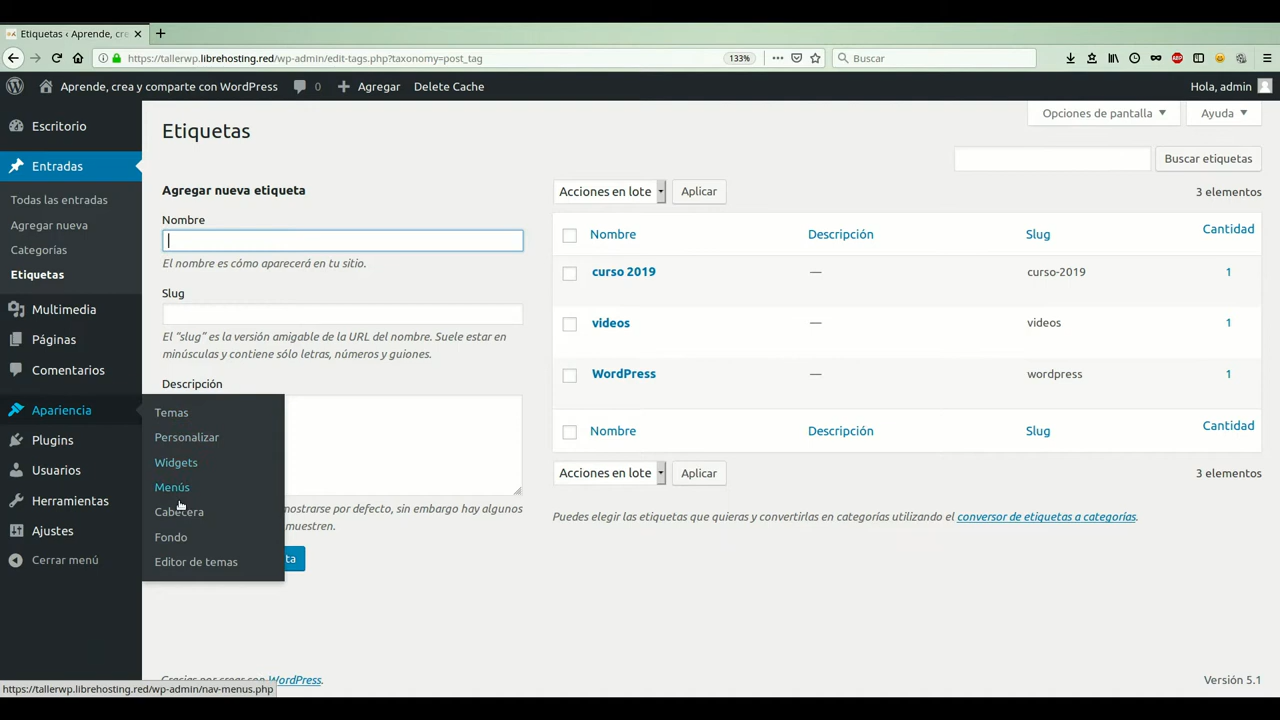 Etiquetas ‹ Aprende, cre
https://tallerwp.librehosting.red/wp-admin/edit-tags.php?taxonomy=post_tag
133%
Buscar
Aprende, crea y comparte con WordPress
0
Agregar
Delete Cache
Hola, admin
Escritorio
Entradas
Todas las entradas
Agregar nueva
Categorías
Etiquetas
Multimedia
Páginas
Comentarios
Apariencia
Plugins
Usuarios
Herramientas
Ajustes
Cerrar menú
Temas
Personalizar
Widgets
Menús
Cabecera
Fondo
Editor de temas
Opciones de pantalla
Ayuda
Etiquetas
Buscar etiquetas
Agregar nueva etiqueta
Nombre
El nombre es cómo aparecerá en tu sitio.
Slug
El “slug” es la versión amigable de la URL del nombre. Suele estar en
minúsculas y contiene sólo letras, números y guiones.
Descripción
mostrarse por defecto, sin embargo hay algunos
muestren.
ta
Acciones en lote
Aplicar
3 elementos
Nombre Descripción Slug Cantidad
curso 2019 — curso-2019 1
videos — videos 1
WordPress — wordpress 1
Nombre Descripción Slug Cantidad
Acciones en lote
Aplicar
3 elementos
Puedes elegir las etiquetas que quieras y convertirlas en categorías utilizando el conversor de etiquetas a categorías.
Gracias por crear con WordPress.
Versión 5.1
https://tallerwp.librehosting.red/wp-admin/nav-menus.php